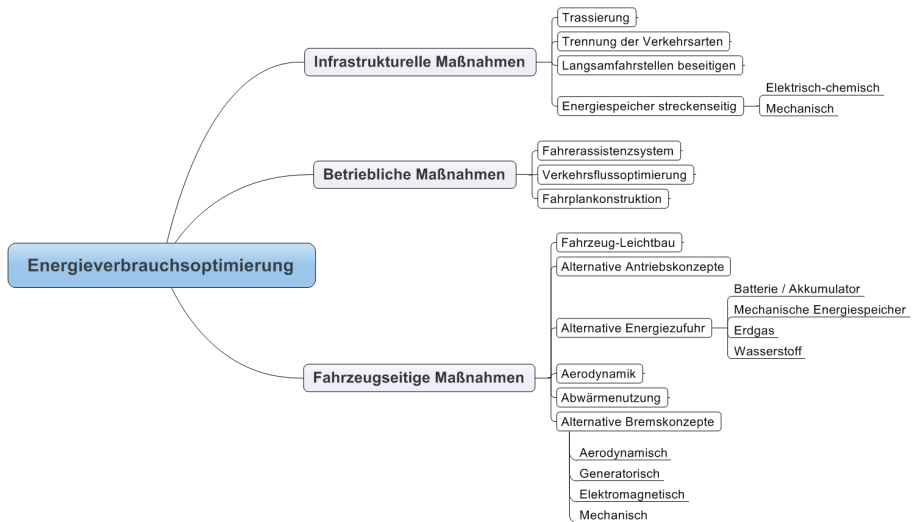 Energieverbrauchsoptimierung
Infrastrukturelle Maßnahmen
Trassierung
Trennung der Verkehrsarten
Langsamfahrstellen beseitigen
Energiespeicher streckenseitig
Elektrisch-chemisch
Mechanisch
Betriebliche Maßnahmen
Fahrerassistenzsystem
Verkehrsflussoptimierung
Fahrplankonstruktion
Fahrzeugseitige Maßnahmen
Fahrzeug-Leichtbau
Alternative Antriebskonzepte
Alternative Energiezufuhr
Batterie / Akkumulator
Mechanische Energiespeicher
Erdgas
Wasserstoff
Aerodynamik
Abwärmenutzung
Alternative Bremskonzepte
Aerodynamisch
Generatorisch
Elektromagnetisch
Mechanisch